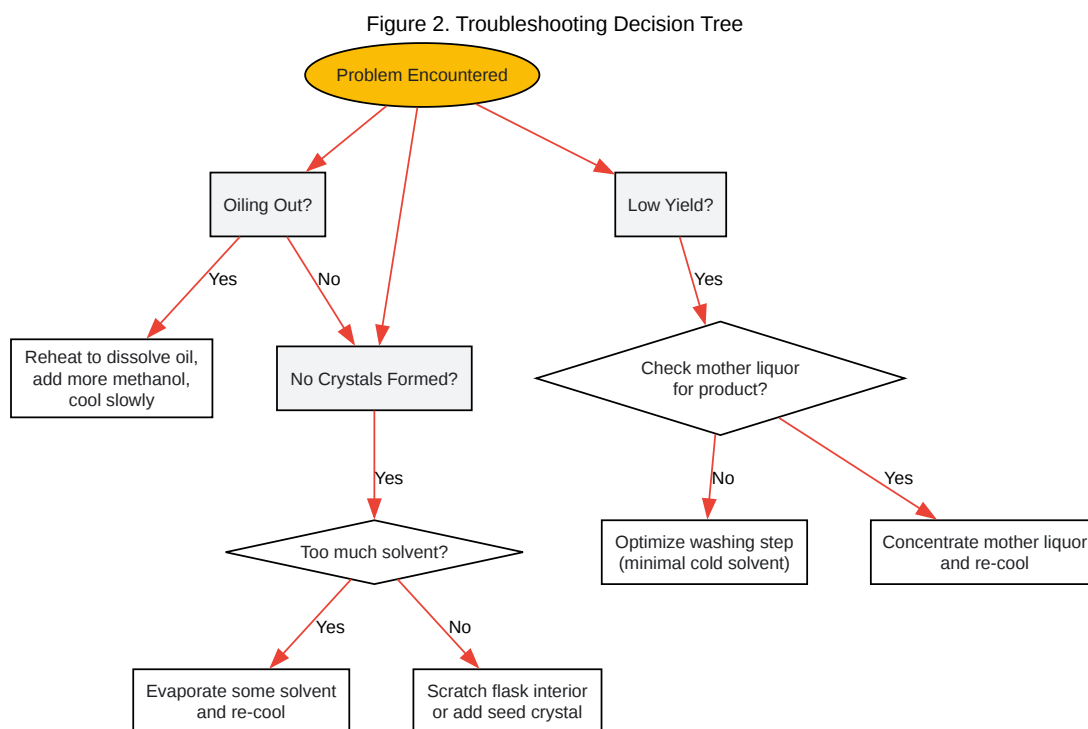 Figure 2. Troubleshooting Decision Tree
Problem Encountered
Oiling Out?
Low Yield?
Yes
No
Yes
Reheat to dissolve oil,
add more methanol,
cool slowly
No Crystals Formed?
Check mother liquor
for product?
Yes
No
Yes
Too much solvent?
Optimize washing step
(minimal cold solvent)
Concentrate mother liquor
and re-cool
Yes
No
Evaporate some solvent
and re-cool
Scratch flask interior
or add seed crystal